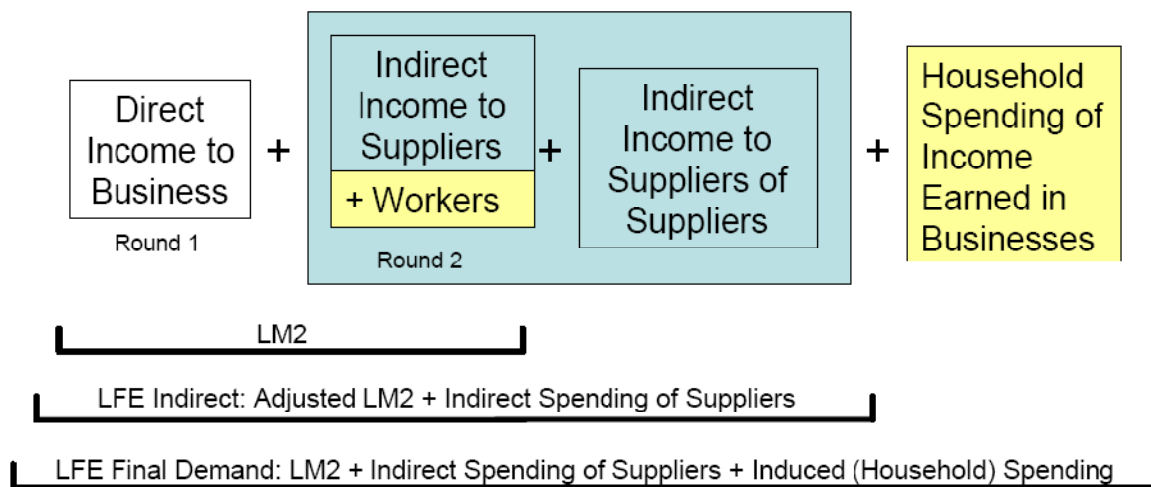 Direct
Income to
Business
Round 1
+
Indirect
Income to
Suppliers
+ Workers
Round 2
+
Indirect
Income to
Suppliers of
Suppliers
+
Household
Spending of
Income
Earned in
Businesses
LM2
LFE Indirect: Adjusted LM2 + Indirect Spending of Suppliers
LFE Final Demand: LM2 + Indirect Spending of Suppliers + Induced (Household) Spending